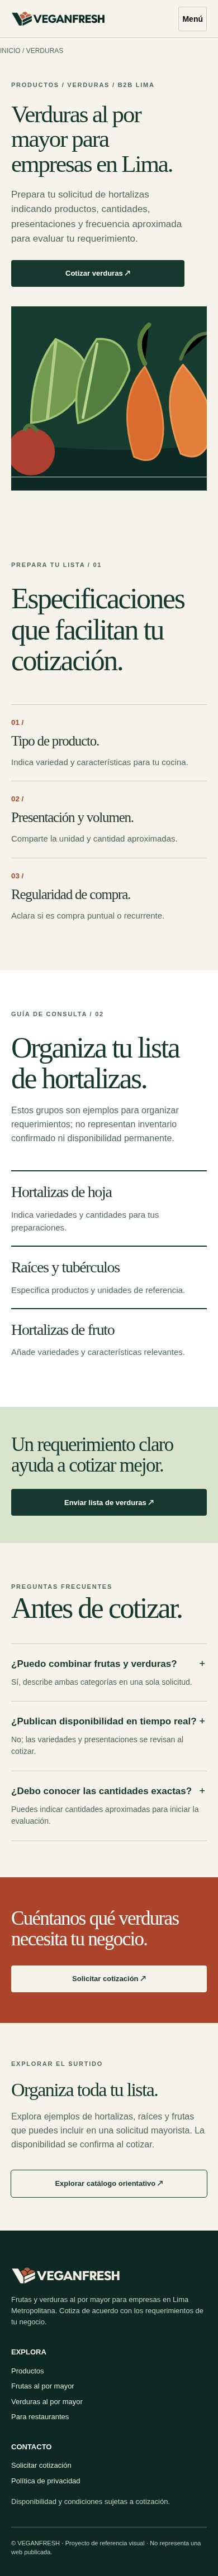 VEGANFRESH
Menú
INICIO / VERDURAS
PRODUCTOS / VERDURAS / B2B LIMA
Verduras al por
mayor para
empresas en Lima.
Prepara tu solicitud de hortalizas
indicando productos, cantidades,
presentaciones y frecuencia aproximada
para evaluar tu requerimiento.
Cotizar verduras ↗
PREPARA TU LISTA / 01
Especificaciones
que facilitan tu
cotización.
01 /
Tipo de producto.
Indica variedad y características para tu cocina.
02 /
Presentación y volumen.
Comparte la unidad y cantidad aproximadas.
03 /
Regularidad de compra.
Aclara si es compra puntual o recurrente.
GUÍA DE CONSULTA / 02
Organiza tu lista
de hortalizas.
Estos grupos son ejemplos para organizar
requerimientos; no representan inventario
confirmado ni disponibilidad permanente.
Hortalizas de hoja
Indica variedades y cantidades para tus
preparaciones.
Raíces y tubérculos
Especifica productos y unidades de referencia.
Hortalizas de fruto
Añade variedades y características relevantes.
Un requerimiento claro
ayuda a cotizar mejor.
Enviar lista de verduras ↗
PREGUNTAS FRECUENTES
Antes de cotizar.
¿Puedo combinar frutas y verduras? +
Sí, describe ambas categorías en una sola solicitud.
¿Publican disponibilidad en tiempo real? +
No; las variedades y presentaciones se revisan al
cotizar.
¿Debo conocer las cantidades exactas? +
Puedes indicar cantidades aproximadas para iniciar la
evaluación.
Cuéntanos qué verduras
necesita tu negocio.
Solicitar cotización ↗
EXPLORAR EL SURTIDO
Organiza toda tu lista.
Explora ejemplos de hortalizas, raíces y frutas
que puedes incluir en una solicitud mayorista. La
disponibilidad se confirma al cotizar.
Explorar catálogo orientativo ↗
VEGANFRESH
Frutas y verduras al por mayor para empresas en Lima
Metropolitana. Cotiza de acuerdo con los requerimientos de
tu negocio.
EXPLORA
Productos
Frutas al por mayor
Verduras al por mayor
Para restaurantes
CONTACTO
Solicitar cotización
Política de privacidad
Disponibilidad y condiciones sujetas a cotización.
© VEGANFRESH · Proyecto de referencia visual · No representa una
web publicada.